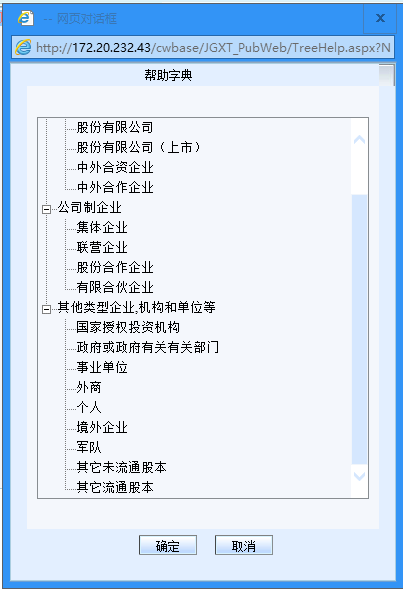 -- 网页对话框
http://172.20.232.43/cwbase/JGXT_PubWeb/TreeHelp.aspx?N
帮助字典
股份有限公司
股份有限公司（上市）
中外合资企业
中外合作企业
公司制企业
集体企业
联营企业
股份合作企业
有限合伙企业
其他类型企业,机构和单位等
国家授权投资机构
政府或政府有关有关部门
事业单位
外商
个人
境外企业
军队
其它未流通股本
其它流通股本
确定 取消